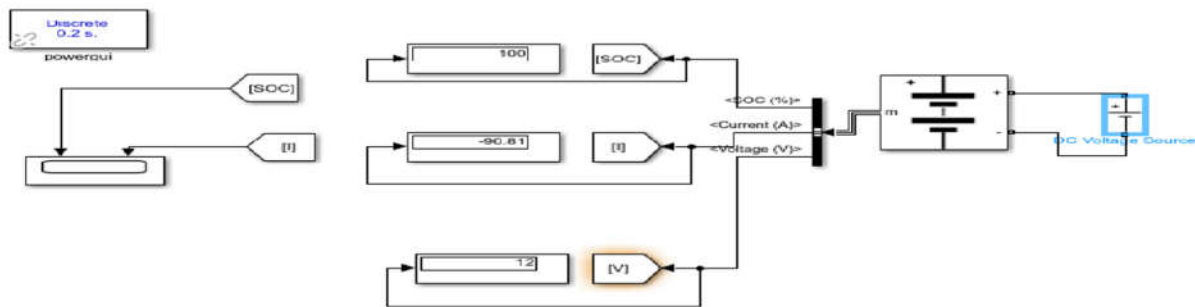 Discrete
0.2 s.
powergui
[SOC]
[I]
100
[SOC]
-90.81
[I]
12
[V]
<SOC (%)>
<Current (A)>
<Voltage (V)>
m
+
+
-
+
DC Voltage Source